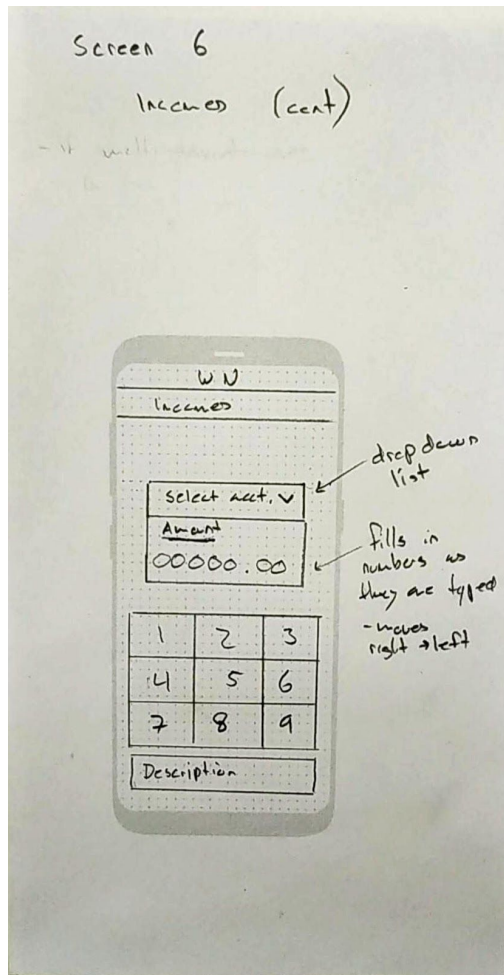 Screen 6
Incomes (cont)
- if
WN
Incomes
Select acct.
Amount
00000.00
1 2 3
4 5 6
7 8 9
Description
drop down
list
fills in
numbers as
they are typed
- moves
right → left